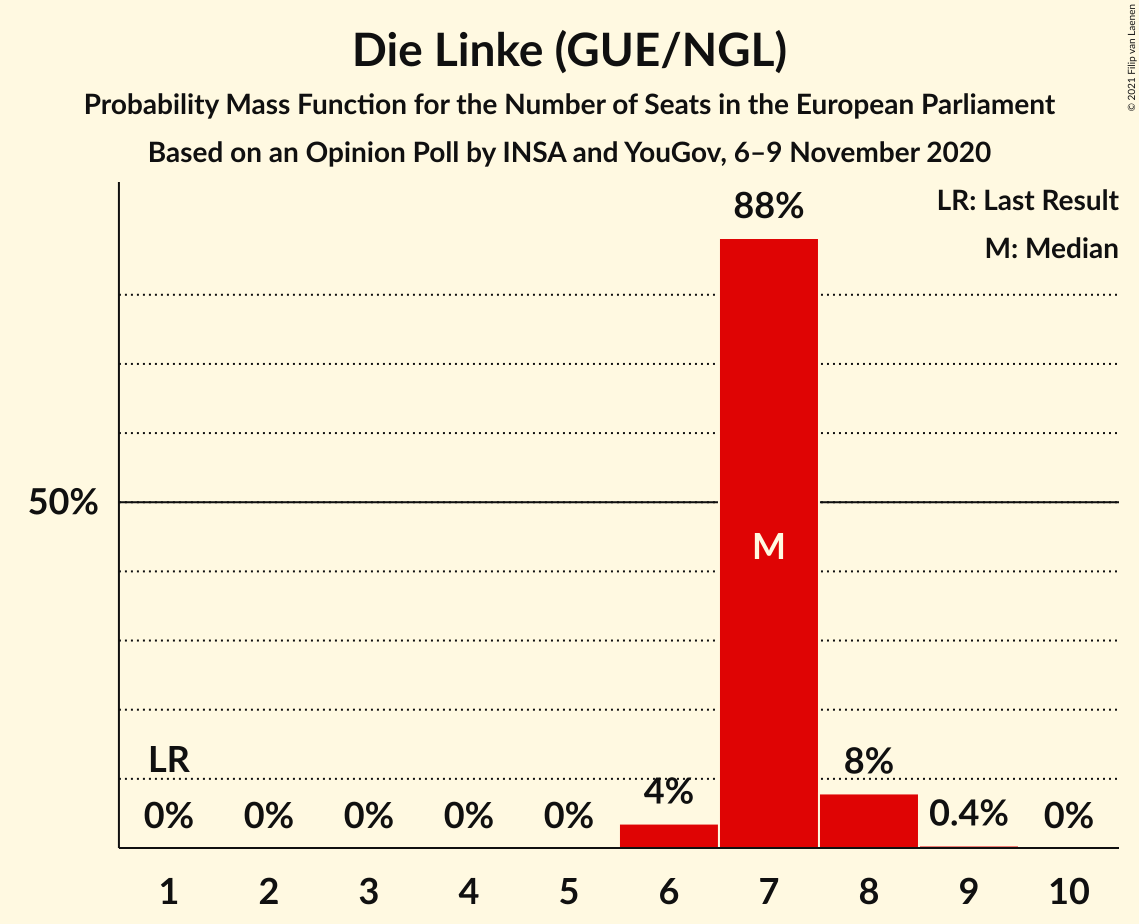 Die Linke (GUE/NGL)
Probability Mass Function for the Number of Seats in the European Parliament
Based on an Opinion Poll by INSA and YouGov, 6–9 November 2020
© 2021 Filip van Laenen
LR: Last Result
M: Median
88%
50%
M
LR
0%
0%
0%
0%
0%
4%
8%
0.4%
0%
1 2 3 4 5 6 7 8 9 10